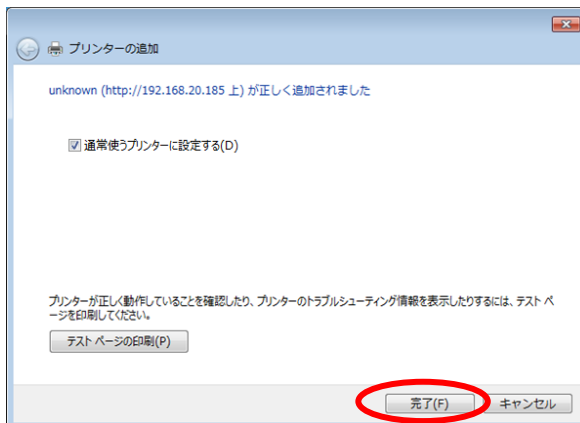 プリンターの追加
unknown (http://192.168.20.185 上) が正しく追加されました
通常使うプリンターに設定する(D)
プリンターが正しく動作していることを確認したり、プリンターのトラブルシューティング情報を表示したりするには、テスト ペ
ージを印刷してください。
テスト ページの印刷(P)
完了(F)
キャンセル